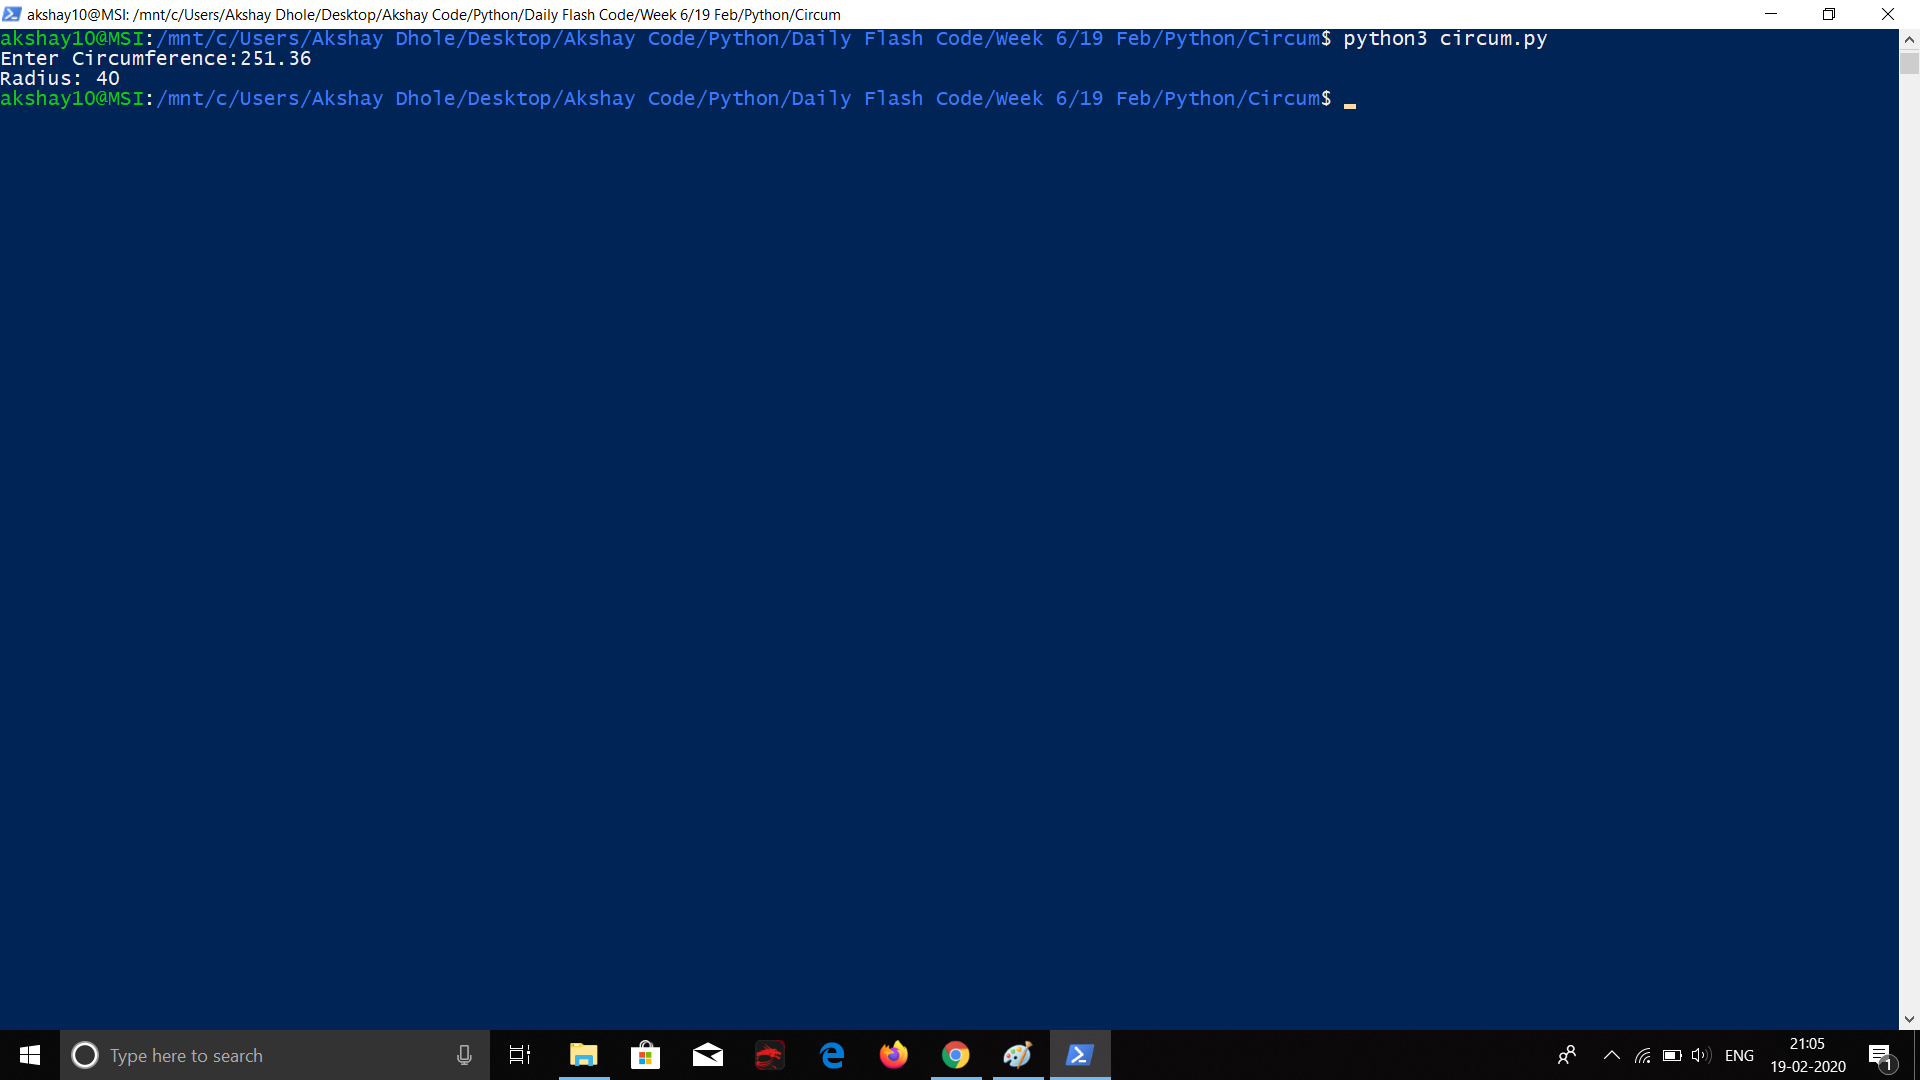 akshay10@MSI: /mnt/c/Users/Akshay Dhole/Desktop/Akshay Code/Python/Daily Flash Code/Week 6/19 Feb/Python/Circum
akshay10@MSI:/mnt/c/Users/Akshay Dhole/Desktop/Akshay Code/Python/Daily Flash Code/Week 6/19 Feb/Python/Circum$ python3 circum.py
Enter Circumference:251.36
Radius: 40
akshay10@MSI:/mnt/c/Users/Akshay Dhole/Desktop/Akshay Code/Python/Daily Flash Code/Week 6/19 Feb/Python/Circum$
Type here to search
ENG
21:05
19-02-2020
1